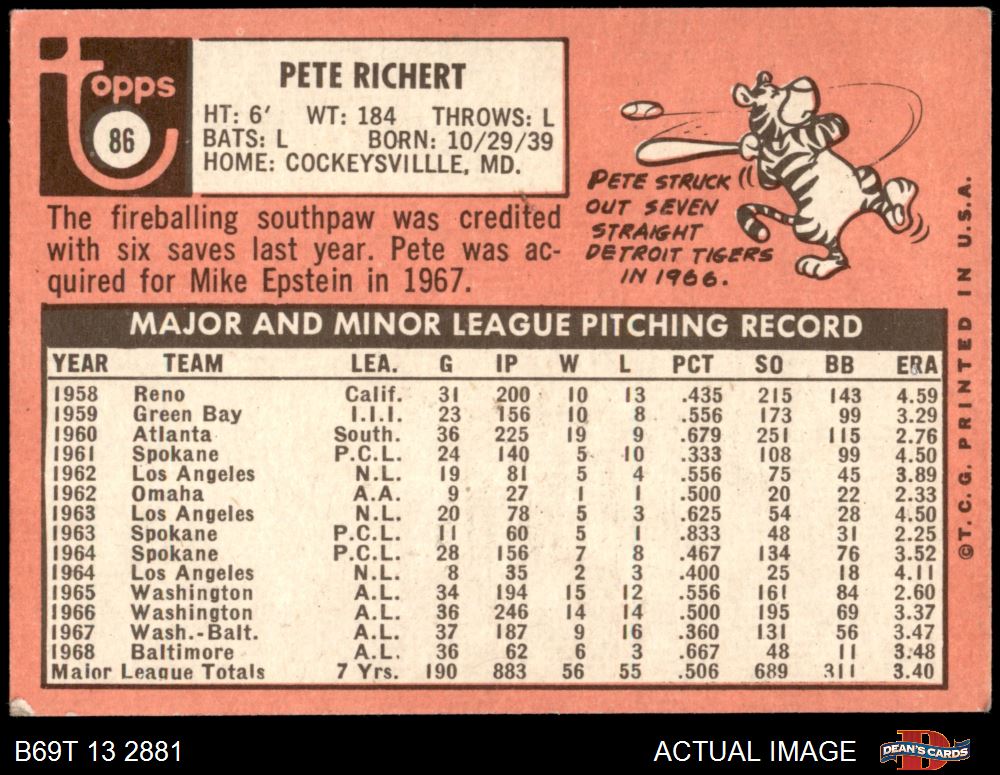 Topps
86
PETE RICHERT
HT: 6' WT: 184 THROWS: L
BATS: L BORN: 10/29/39
HOME: COCKEYSVILLLE, MD.
The fireballing southpaw was credited
with six saves last year. Pete was ac-
quired for Mike Epstein in 1967.
PETE STRUCK
OUT SEVEN
STRAIGHT
DETROIT TIGERS
IN 1966.
MAJOR AND MINOR LEAGUE PITCHING RECORD
YEAR TEAM LEA. G IP W L PCT SO BB ERA
1958 Reno Calif. 31 200 10 13 .435 215 143 4.59
1959 Green Bay I.I.I. 23 156 10 8 .556 173 99 3.29
1960 Atlanta South. 36 225 19 9 .679 251 115 2.76
1961 Spokane P.C.L. 24 140 5 10 .333 108 99 4.50
1962 Los Angeles N.L. 19 81 5 4 .556 75 45 3.89
1962 Omaha A.A. 9 27 1 1 .500 20 22 2.33
1963 Los Angeles N.L. 20 78 5 3 .625 54 28 4.50
1963 Spokane P.C.L. 11 60 5 1 .833 48 31 2.25
1964 Spokane P.C.L. 28 156 7 8 .467 134 76 3.52
1964 Los Angeles N.L. 8 35 2 3 .400 25 18 4.11
1965 Washington A.L. 34 194 15 12 .556 161 84 2.60
1966 Washington A.L. 36 246 14 14 .500 195 69 3.37
1967 Wash.-Balt. A.L. 37 187 9 16 .360 131 56 3.47
1968 Baltimore A.L. 36 62 6 3 .667 48 11 3.48
Major League Totals 7 Yrs. 190 883 56 55 .506 689 311 3.40
©T.C.G. PRINTED IN U.S.A.
B69T 13 2881
ACTUAL IMAGE
DEAN'S CARDS